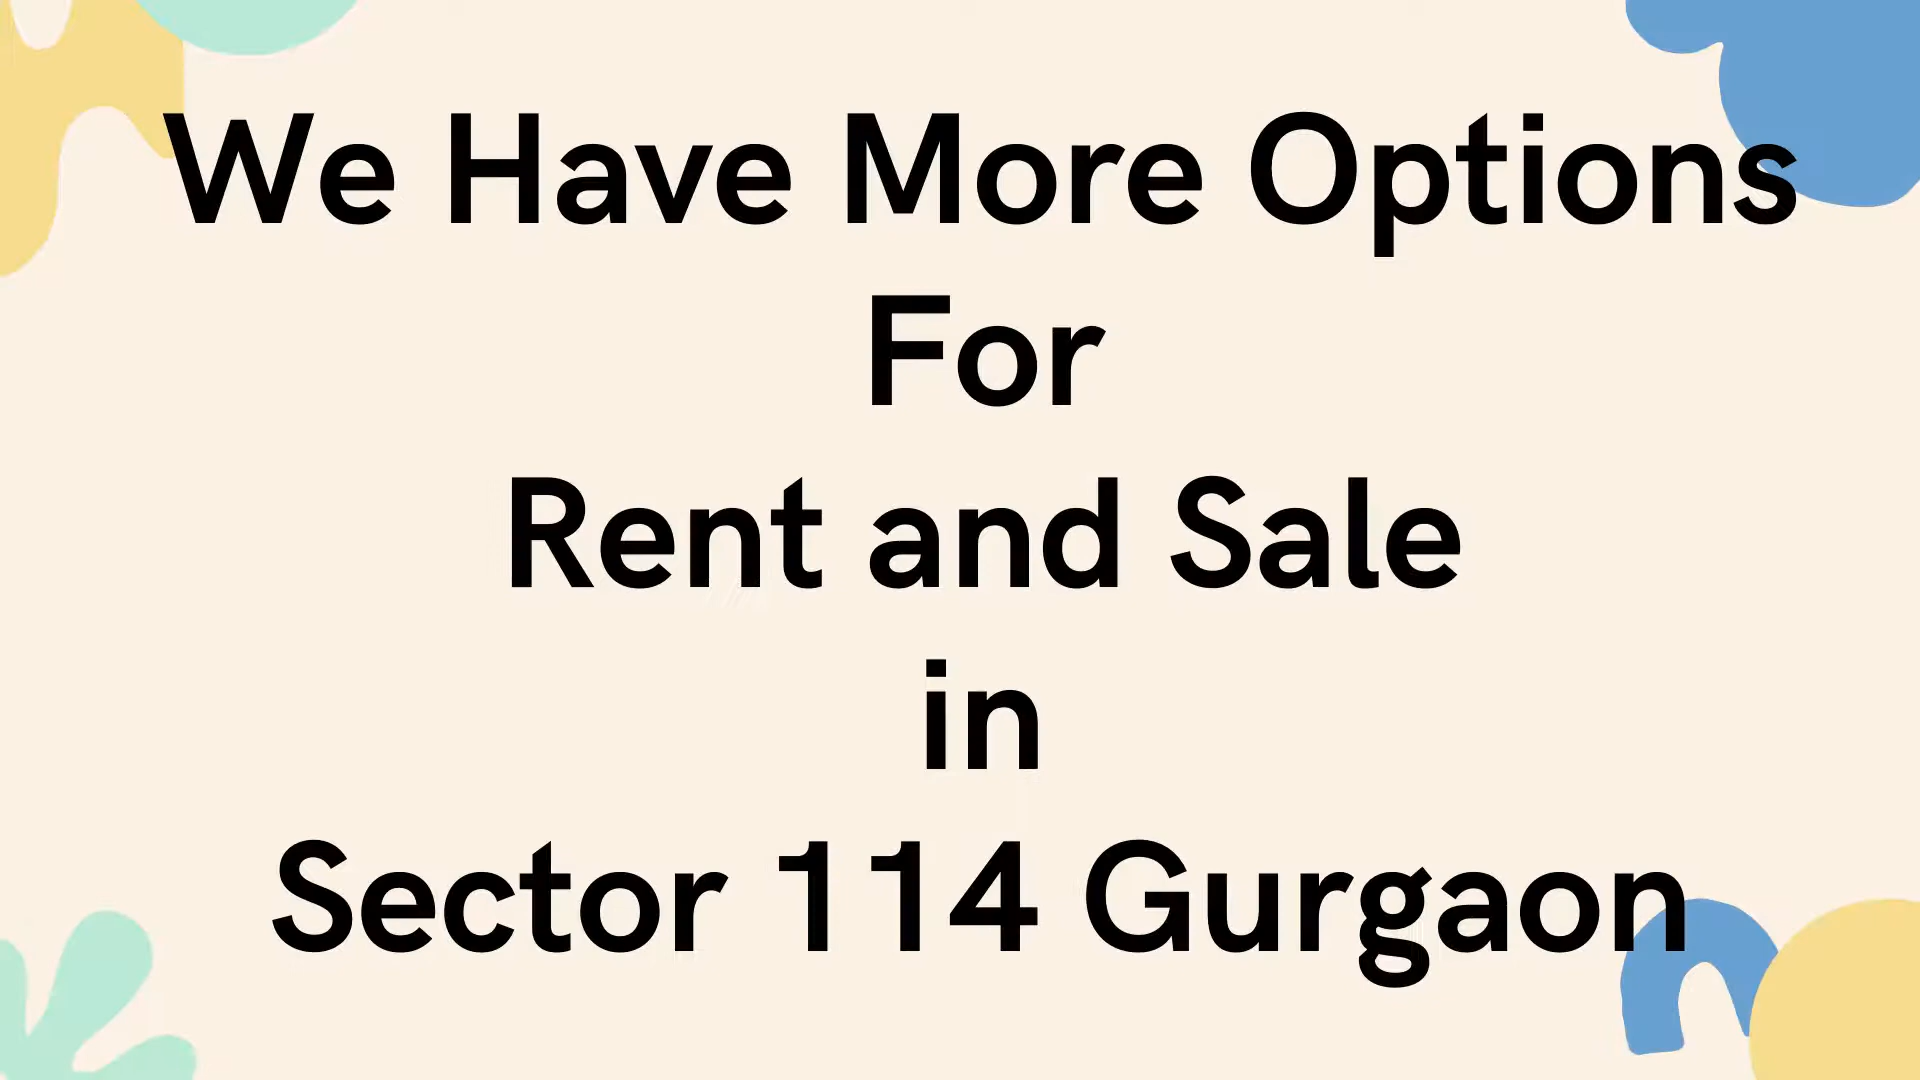 We Have More Options
For
Rent and Sale
in
Sector 114 Gurgaon